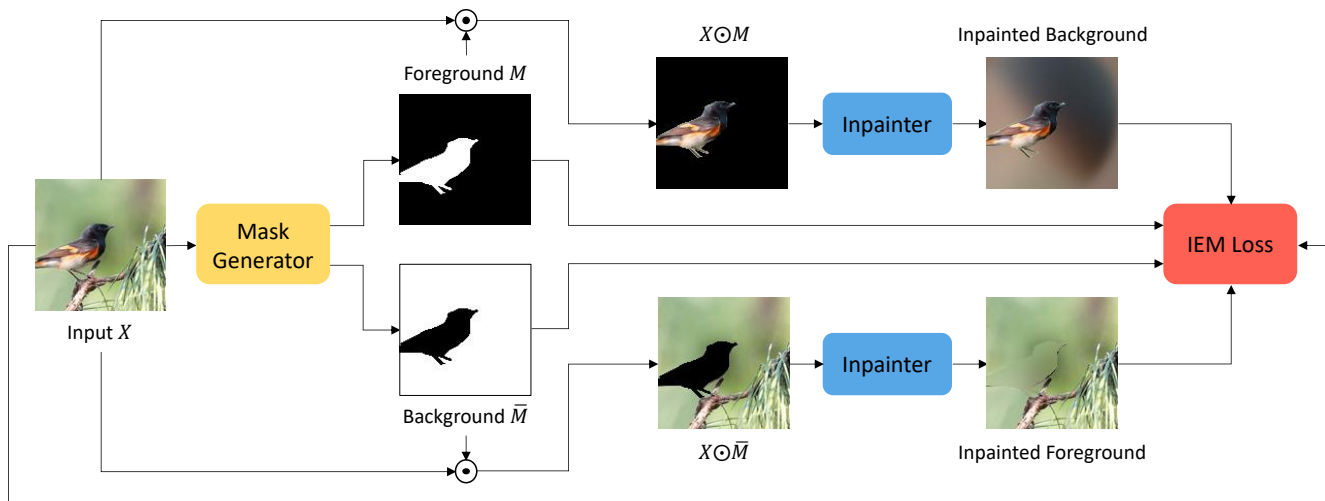 X⊙M
Inpainted Background
Foreground M
Inpainter
Mask
Generator
IEM Loss
Input X
Inpainter
Background M̅
X⊙M̅
Inpainted Foreground